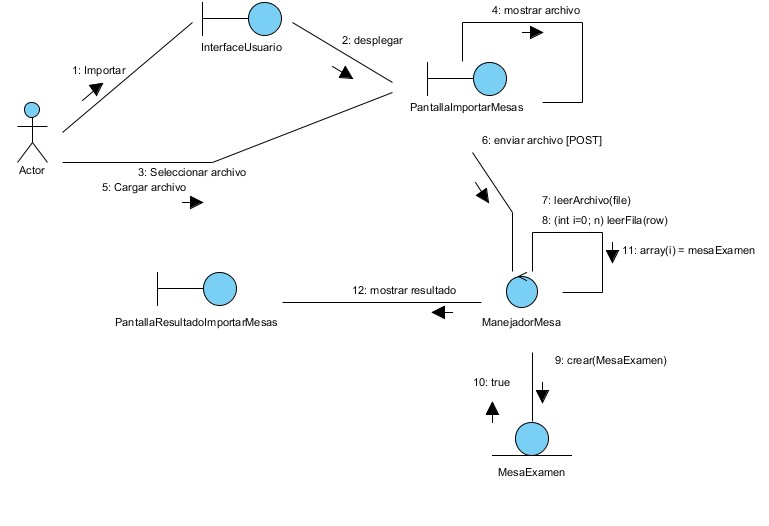 4: mostrar archivo
InterfaceUsuario
2: desplegar
1: Importar
PantallaImportarMesas
6: enviar archivo [POST]
Actor
3: Seleccionar archivo
5: Cargar archivo
7: leerArchivo(file)
8: (int i=0; n) leerFila(row)
11: array(i) = mesaExamen
12: mostrar resultado
PantallaResultadoImportarMesas
ManejadorMesa
9: crear(MesaExamen)
10: true
MesaExamen